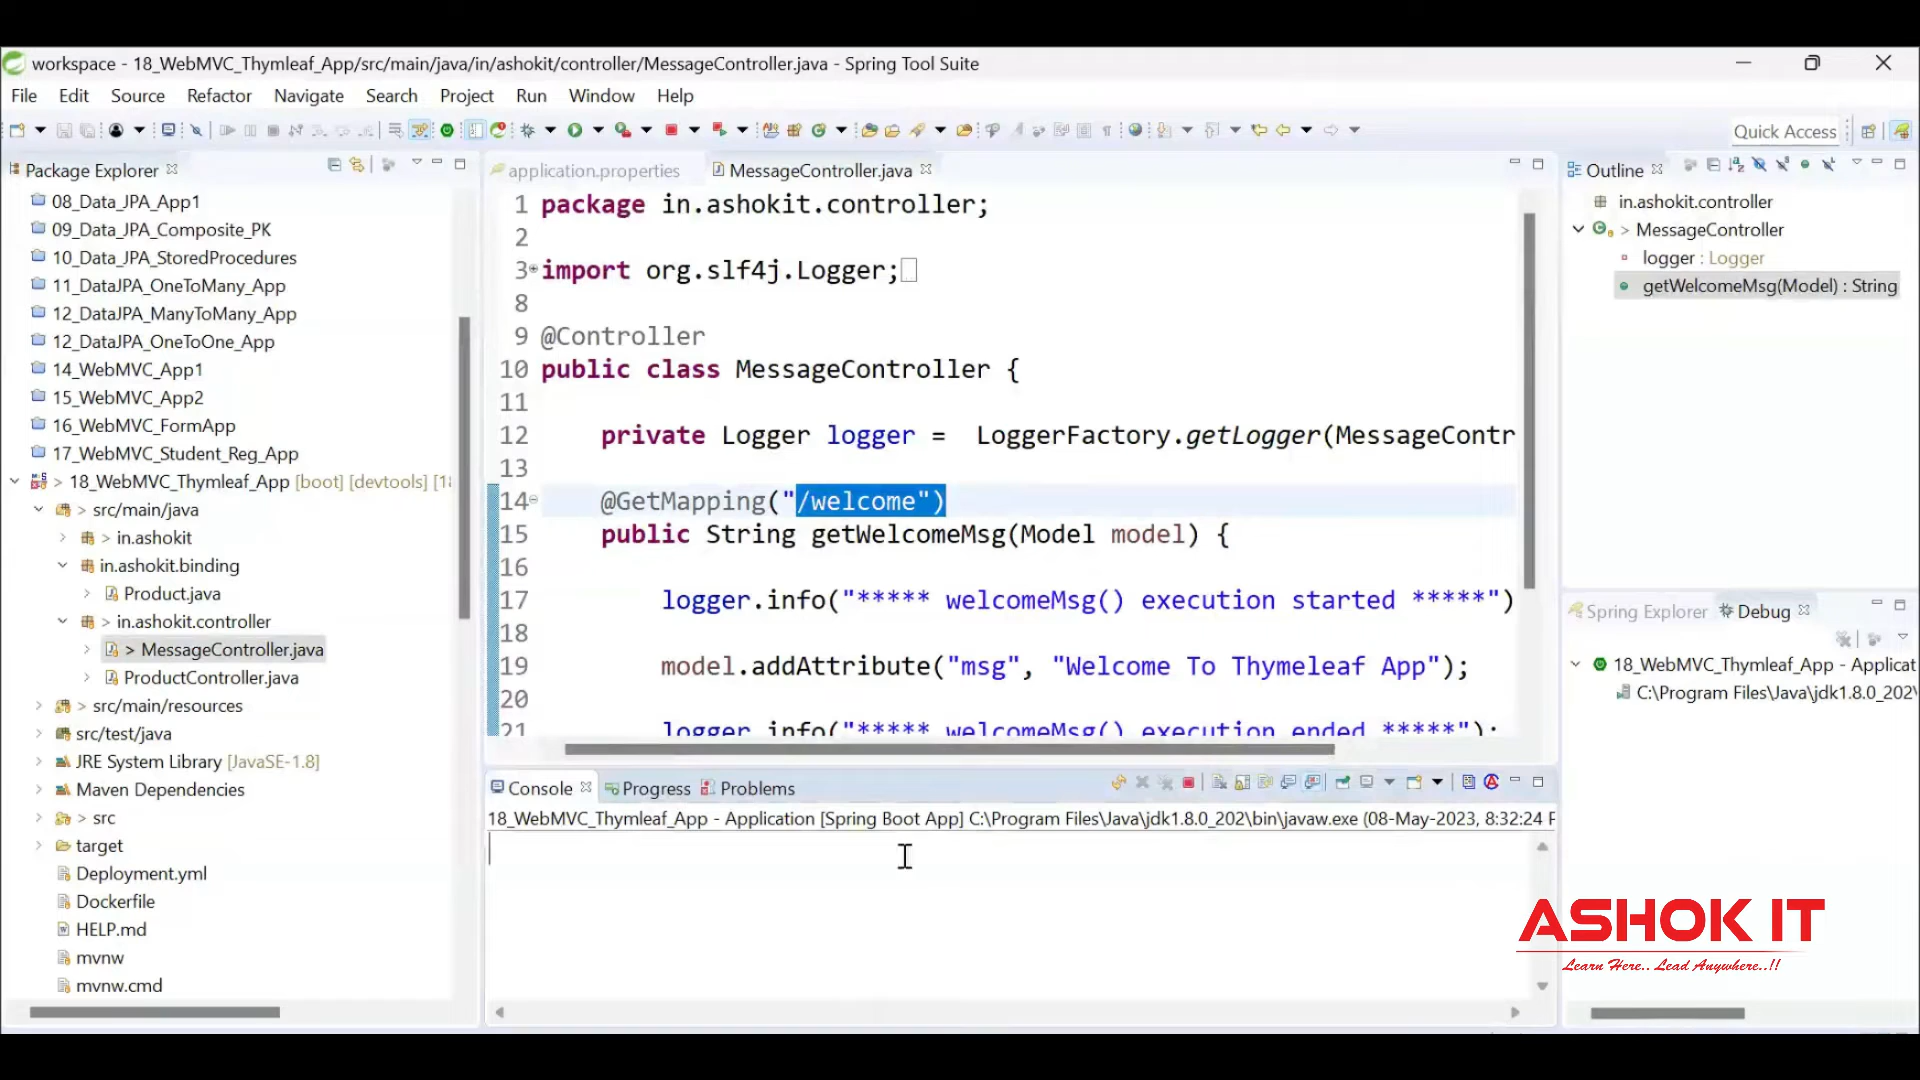 workspace - 18_WebMVC_Thymleaf_App/src/main/java/in/ashokit/controller/MessageController.java - Spring Tool Suite
File Edit Source Refactor Navigate Search Project Run Window Help
Quick Access
Package Explorer
08_Data_JPA_App1
09_Data_JPA_Composite_PK
10_Data_JPA_StoredProcedures
11_DataJPA_OneToMany_App
12_DataJPA_ManyToMany_App
12_DataJPA_OneToOne_App
14_WebMVC_App1
15_WebMVC_App2
16_WebMVC_FormApp
17_WebMVC_Student_Reg_App
> 18_WebMVC_Thymleaf_App [boot] [devtools] [18
> src/main/java
> in.ashokit
in.ashokit.binding
Product.java
> in.ashokit.controller
> MessageController.java
ProductController.java
> src/main/resources
src/test/java
JRE System Library [JavaSE-1.8]
Maven Dependencies
> src
target
Deployment.yml
Dockerfile
HELP.md
mvnw
mvnw.cmd
application.properties MessageController.java
1 package in.ashokit.controller;
2
3 import org.slf4j.Logger;
8
9 @Controller
10 public class MessageController {
11
12 private Logger logger = LoggerFactory.getLogger(MessageContr
13
14 @GetMapping("/welcome")
15 public String getWelcomeMsg(Model model) {
16
17 logger.info("***** welcomeMsg() execution started *****")
18
19 model.addAttribute("msg", "Welcome To Thymeleaf App");
20
21 logger.info("***** welcomeMsg() execution ended *****");
Console Progress Problems
18_WebMVC_Thymleaf_App - Application [Spring Boot App] C:\Program Files\Java\jdk1.8.0_202\bin\javaw.exe (08-May-2023, 8:32:24 P
Outline
in.ashokit.controller
> MessageController
logger : Logger
getWelcomeMsg(Model) : String
Spring Explorer Debug
18_WebMVC_Thymleaf_App - Applicat
C:\Program Files\Java\jdk1.8.0_202\
ASHOK IT
Learn Here.. Lead Anywhere..!!